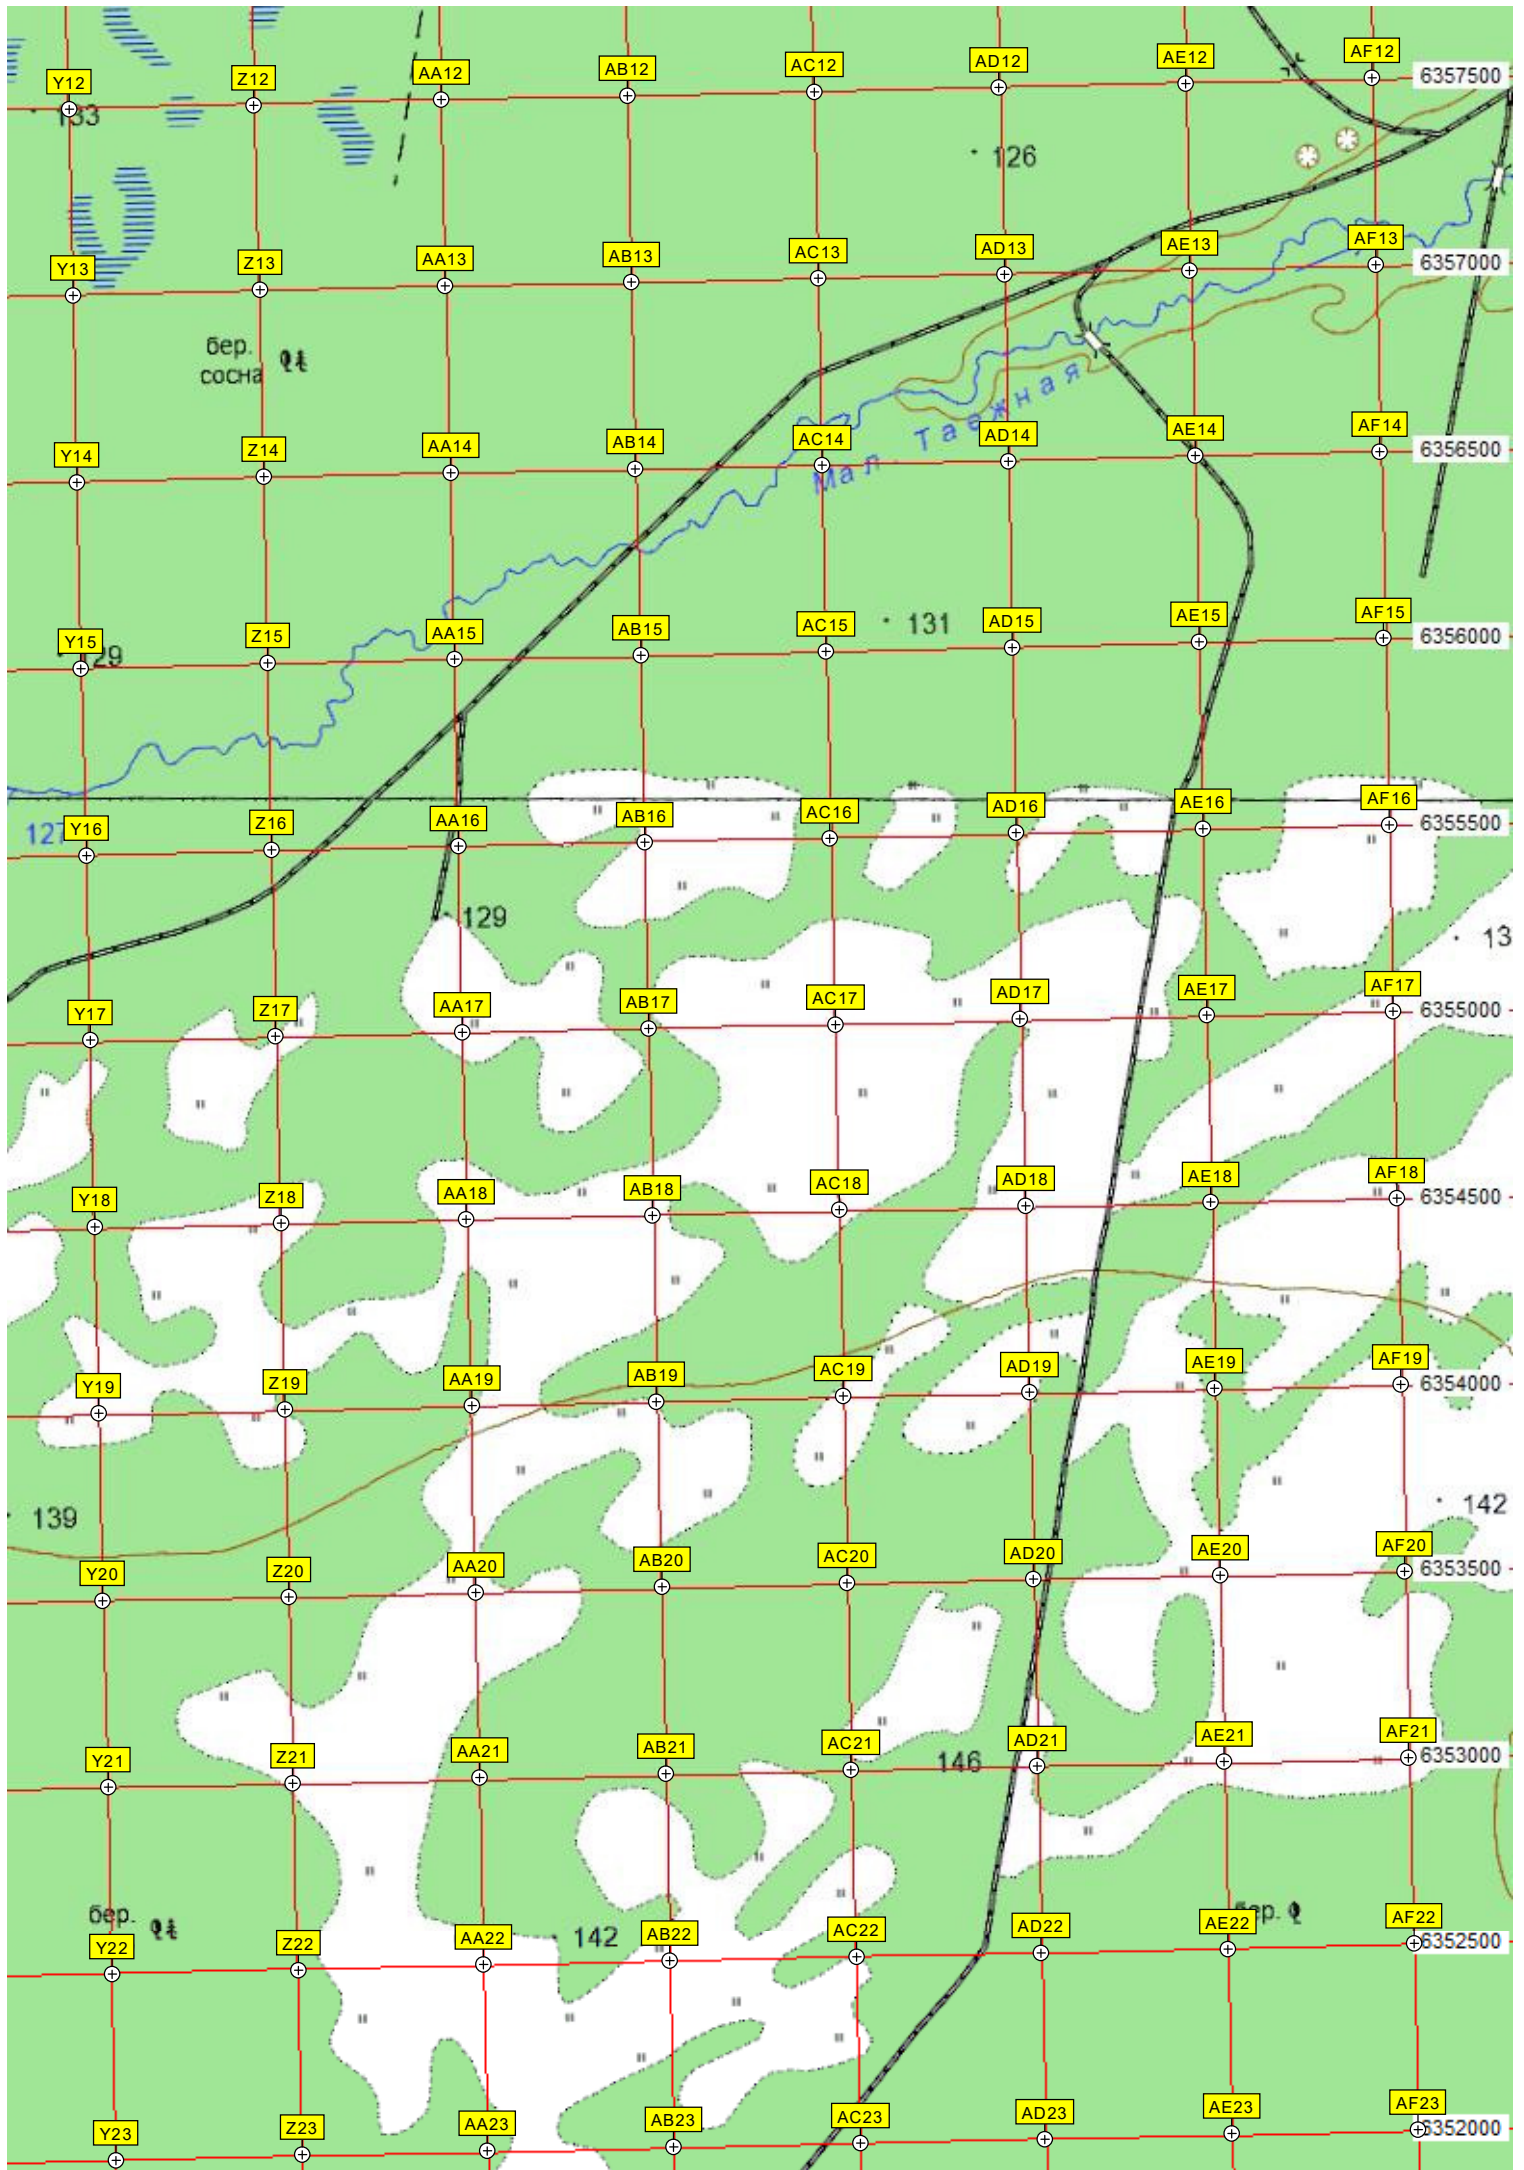 Y12 Z12 AA12 AB12 AC12 AD12 AE12 AF12 6357500
133
126
Y13 Z13 AA13 AB13 AC13 AD13 AE13 AF13 6357000
бер.
сосна
Мал. Таежная
Y14 Z14 AA14 AB14 AC14 AD14 AE14 AF14 6356500
131
Y15 Z15 AA15 AB15 AC15 AD15 AE15 AF15 6356000
129
127
Y16 Z16 AA16 AB16 AC16 AD16 AE16 AF16 6355500
129
13
Y17 Z17 AA17 AB17 AC17 AD17 AE17 AF17 6355000
Y18 Z18 AA18 AB18 AC18 AD18 AE18 AF18 6354500
Y19 Z19 AA19 AB19 AC19 AD19 AE19 AF19 6354000
139
142
Y20 Z20 AA20 AB20 AC20 AD20 AE20 AF20 6353500
Y21 Z21 AA21 AB21 AC21 AD21 AE21 AF21 6353000
146
бер.
бер.
142
Y22 Z22 AA22 AB22 AC22 AD22 AE22 AF22 6352500
Y23 Z23 AA23 AB23 AC23 AD23 AE23 AF23 6352000